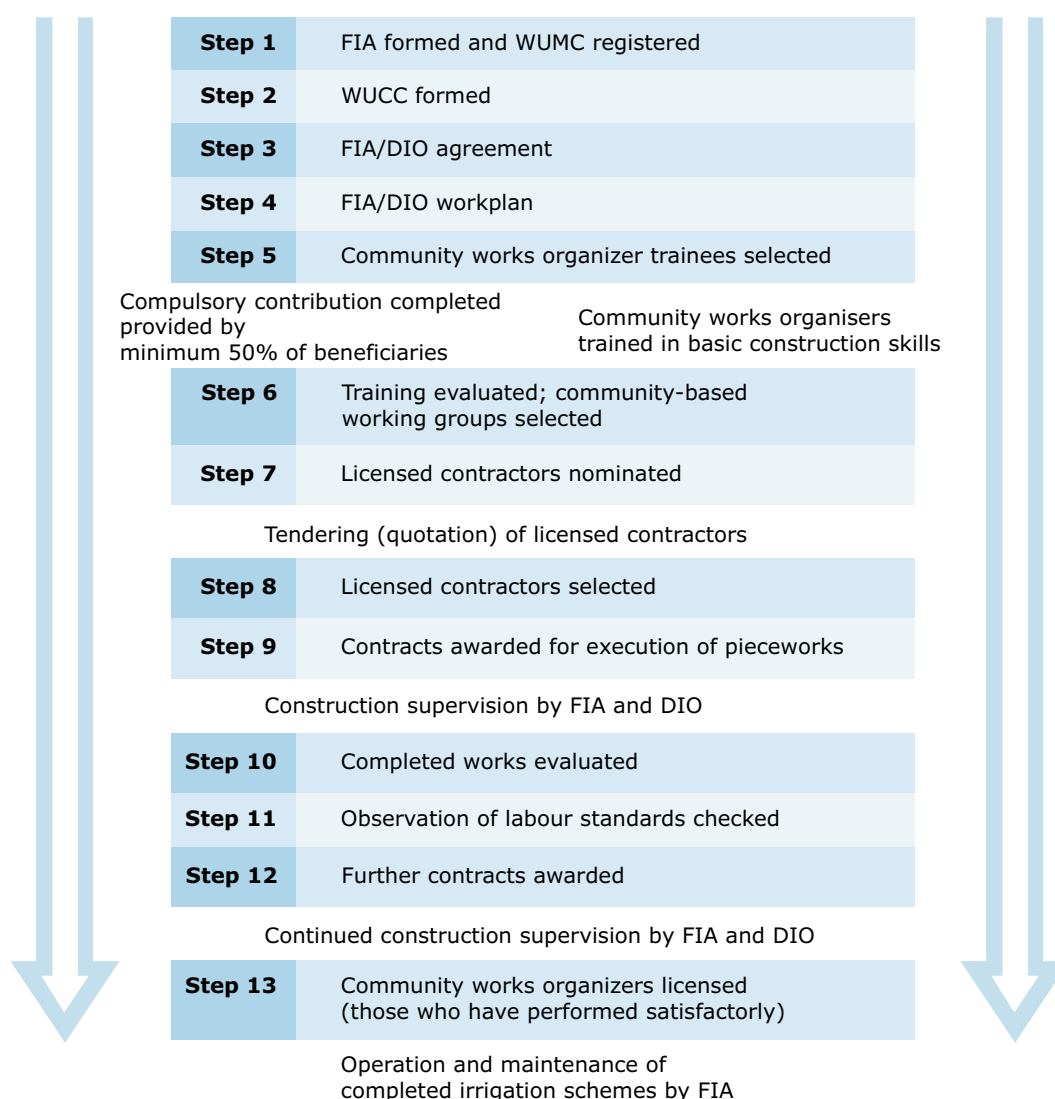 Step 1 FIA formed and WUMC registered
Step 2 WUCC formed
Step 3 FIA/DIO agreement
Step 4 FIA/DIO workplan
Step 5 Community works organizer trainees selected
Compulsory contribution completed
provided by
minimum 50% of beneficiaries
Community works organisers
trained in basic construction skills
Step 6 Training evaluated; community-based
working groups selected
Step 7 Licensed contractors nominated
Tendering (quotation) of licensed contractors
Step 8 Licensed contractors selected
Step 9 Contracts awarded for execution of pieceworks
Construction supervision by FIA and DIO
Step 10 Completed works evaluated
Step 11 Observation of labour standards checked
Step 12 Further contracts awarded
Continued construction supervision by FIA and DIO
Step 13 Community works organizers licensed
(those who have performed satisfactorly)
Operation and maintenance of
completed irrigation schemes by FIA